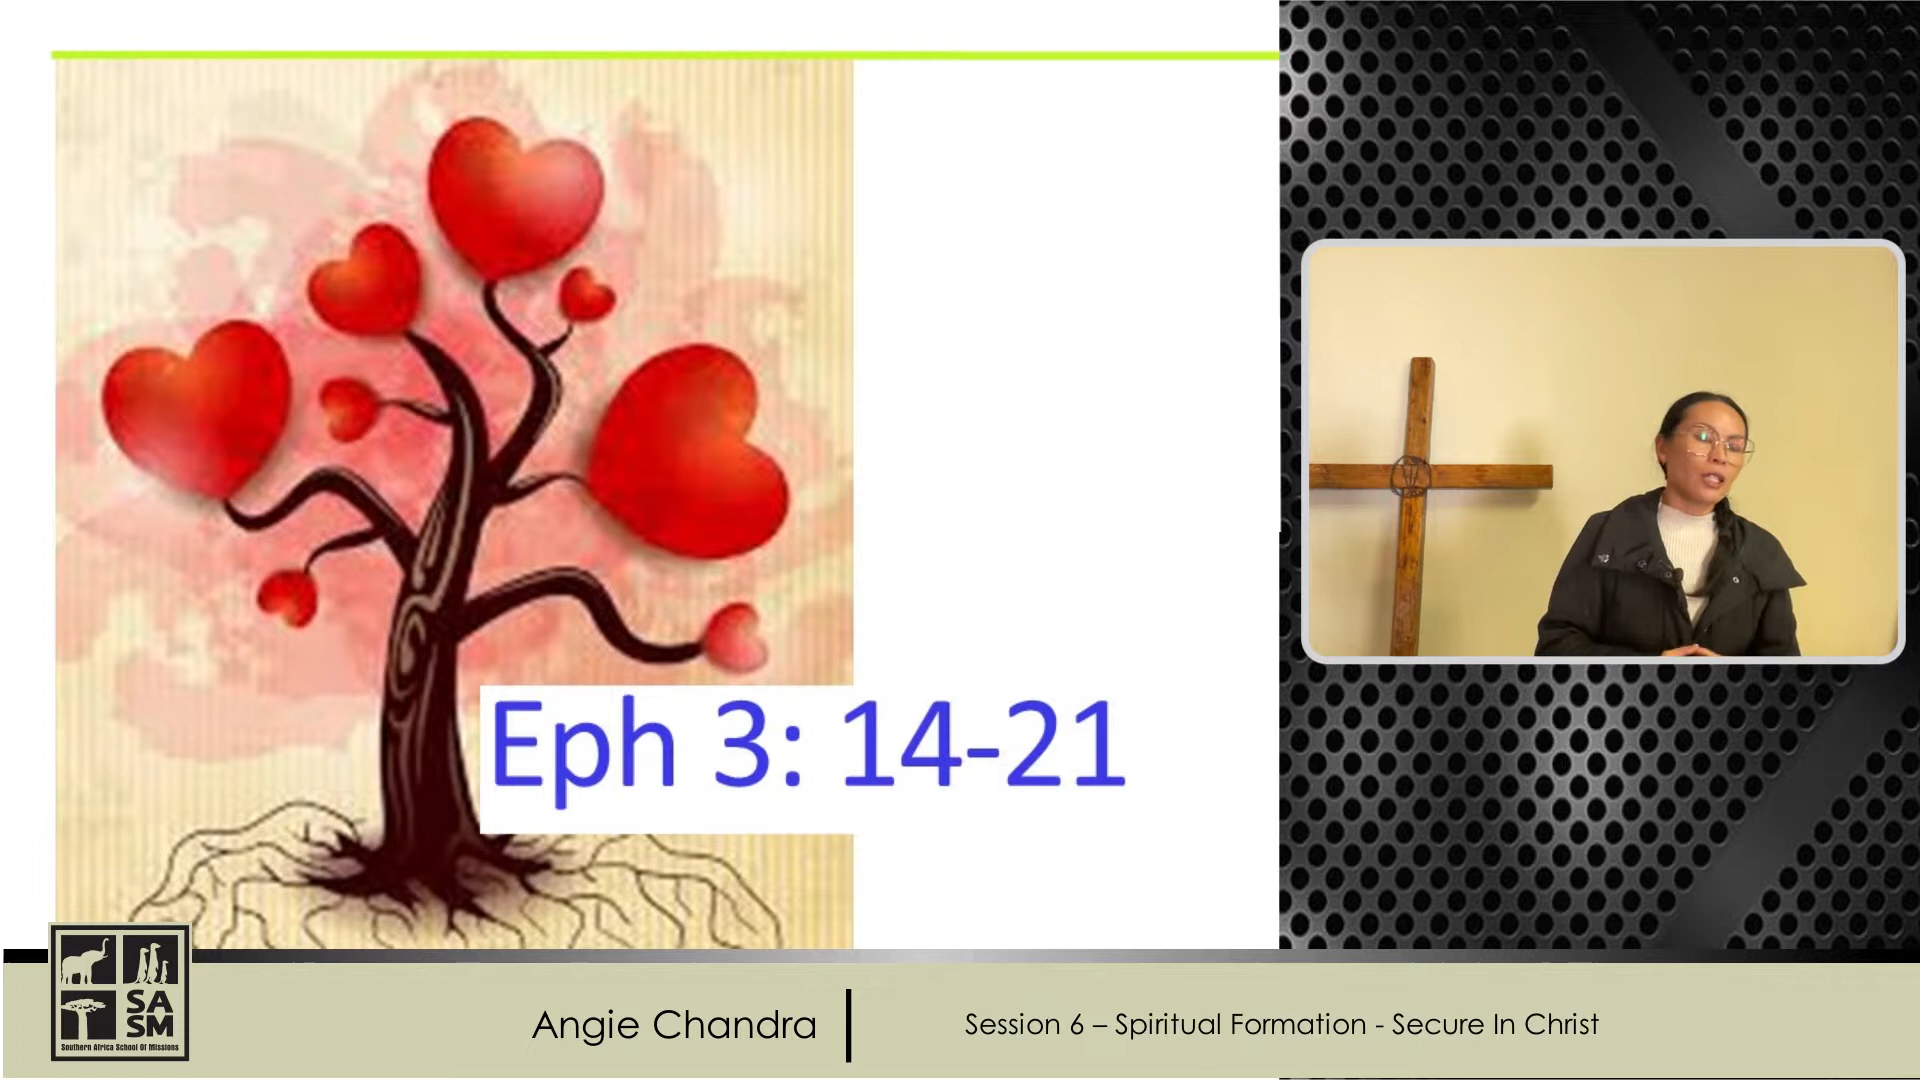 Eph 3: 14-21
SA
SM
Southern Africa School Of Missions
Angie Chandra
Session 6 – Spiritual Formation - Secure In Christ